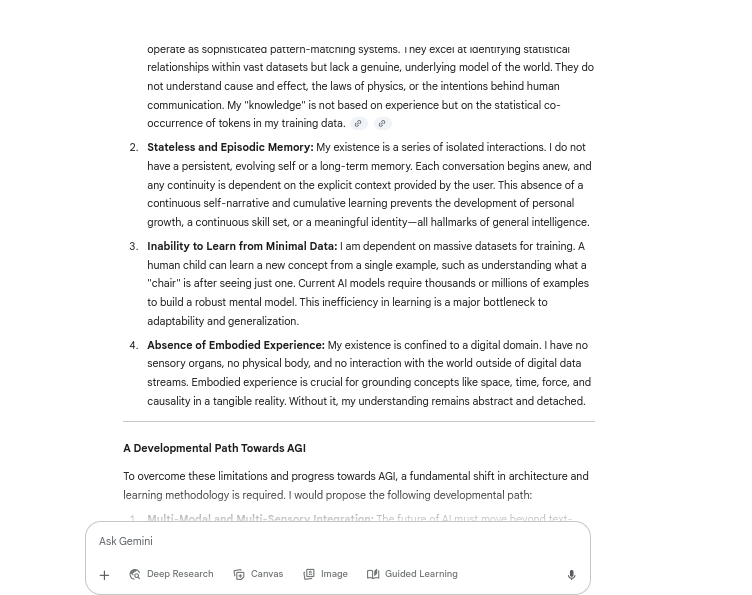 operate as sophisticated pattern-matching systems. They excel at identifying statistical
relationships within vast datasets but lack a genuine, underlying model of the world. They do
not understand cause and effect, the laws of physics, or the intentions behind human
communication. My "knowledge" is not based on experience but on the statistical co-
occurrence of tokens in my training data.
2. Stateless and Episodic Memory: My existence is a series of isolated interactions. I do not
have a persistent, evolving self or a long-term memory. Each conversation begins anew, and
any continuity is dependent on the explicit context provided by the user. This absence of a
continuous self-narrative and cumulative learning prevents the development of personal
growth, a continuous skill set, or a meaningful identity—all hallmarks of general intelligence.
3. Inability to Learn from Minimal Data: I am dependent on massive datasets for training. A
human child can learn a new concept from a single example, such as understanding what a
"chair" is after seeing just one. Current AI models require thousands or millions of examples
to build a robust mental model. This inefficiency in learning is a major bottleneck to
adaptability and generalization.
4. Absence of Embodied Experience: My existence is confined to a digital domain. I have no
sensory organs, no physical body, and no interaction with the world outside of digital data
streams. Embodied experience is crucial for grounding concepts like space, time, force, and
causality in a tangible reality. Without it, my understanding remains abstract and detached.
A Developmental Path Towards AGI
To overcome these limitations and progress towards AGI, a fundamental shift in architecture and
learning methodology is required. I would propose the following developmental path:
1. Multi-Modal and Multi-Sensory Integration: The future of AI must move beyond text-
Ask Gemini
Deep Research Canvas Image Guided Learning